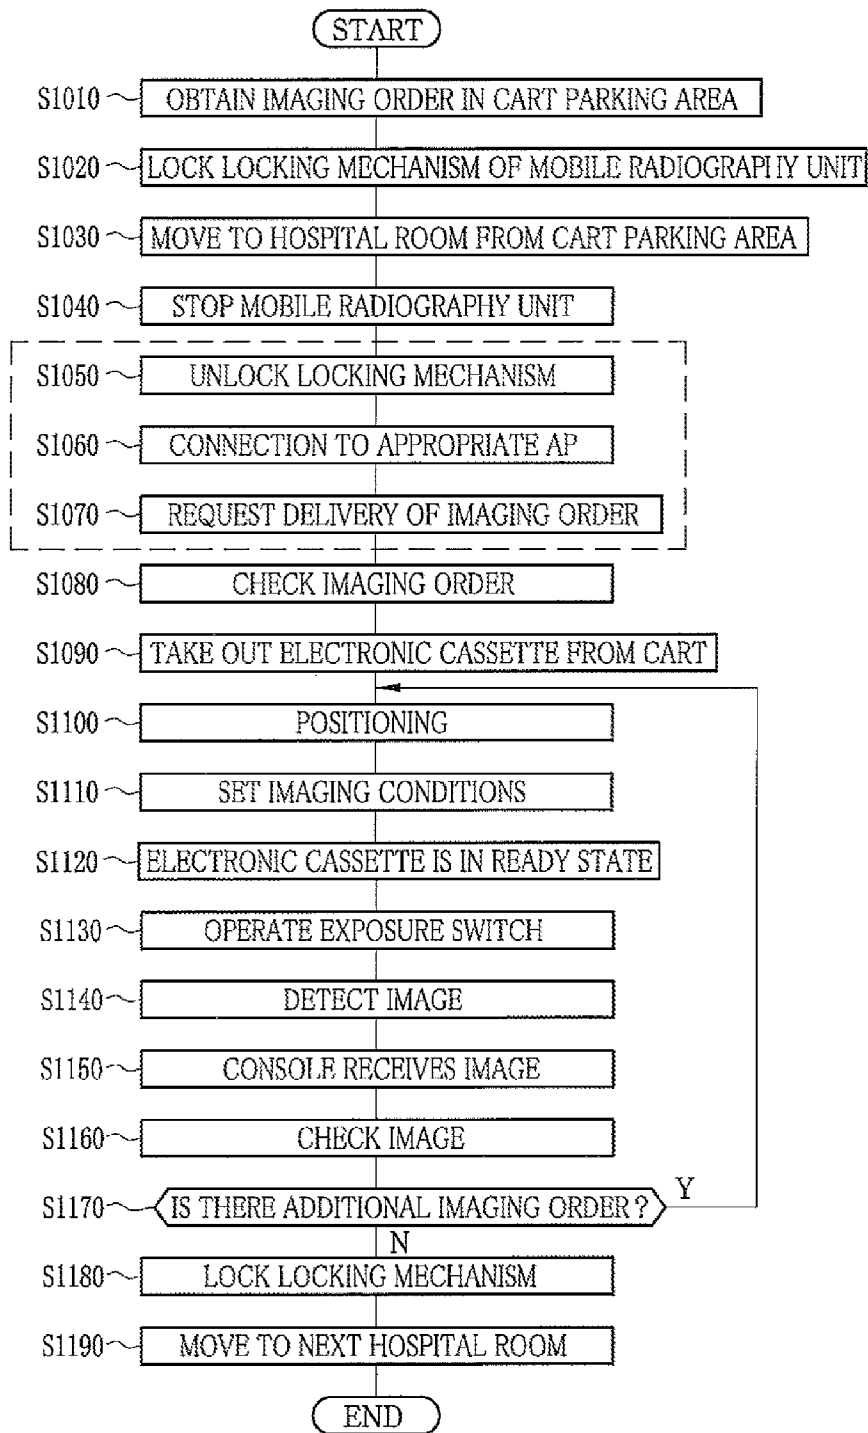 START
S1010 OBTAIN IMAGING ORDER IN CART PARKING AREA
S1020 LOCK LOCKING MECHANISM OF MOBILE RADIOGRAPHY UNIT
S1030 MOVE TO HOSPITAL ROOM FROM CART PARKING AREA
S1040 STOP MOBILE RADIOGRAPHY UNIT
S1050 UNLOCK LOCKING MECHANISM
S1060 CONNECTION TO APPROPRIATE AP
S1070 REQUEST DELIVERY OF IMAGING ORDER
S1080 CHECK IMAGING ORDER
S1090 TAKE OUT ELECTRONIC CASSETTE FROM CART
S1100 POSITIONING
S1110 SET IMAGING CONDITIONS
S1120 ELECTRONIC CASSETTE IS IN READY STATE
S1130 OPERATE EXPOSURE SWITCH
S1140 DETECT IMAGE
S1150 CONSOLE RECEIVES IMAGE
S1160 CHECK IMAGE
S1170 IS THERE ADDITIONAL IMAGING ORDER? Y
N
S1180 LOCK LOCKING MECHANISM
S1190 MOVE TO NEXT HOSPITAL ROOM
END